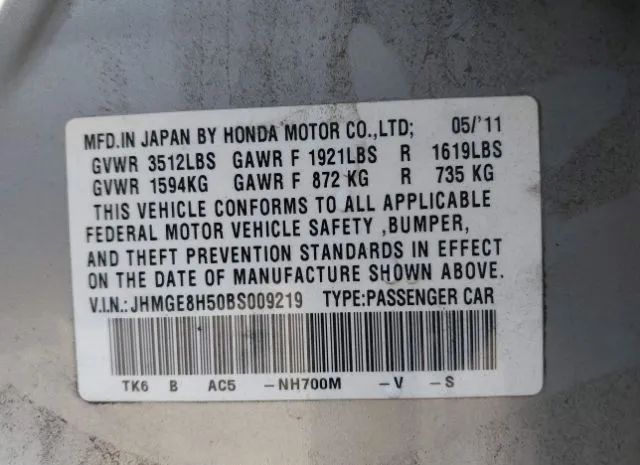 MFD.IN JAPAN BY HONDA MOTOR CO.,LTD; 05/'11
GVWR 3512LBS GAWR F 1921LBS R 1619LBS
GVWR 1594KG GAWR F 872 KG R 735 KG
THIS VEHICLE CONFORMS TO ALL APPLICABLE
FEDERAL MOTOR VEHICLE SAFETY ,BUMPER,
AND THEFT PREVENTION STANDARDS IN EFFECT
ON THE DATE OF MANUFACTURE SHOWN ABOVE.
V.I.N.: JHMGE8H50BS009219 TYPE:PASSENGER CAR
TK6 B AC5 -NH700M -V -S